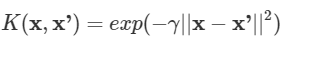 K(x, x') = exp(−γ||x − x'||²)